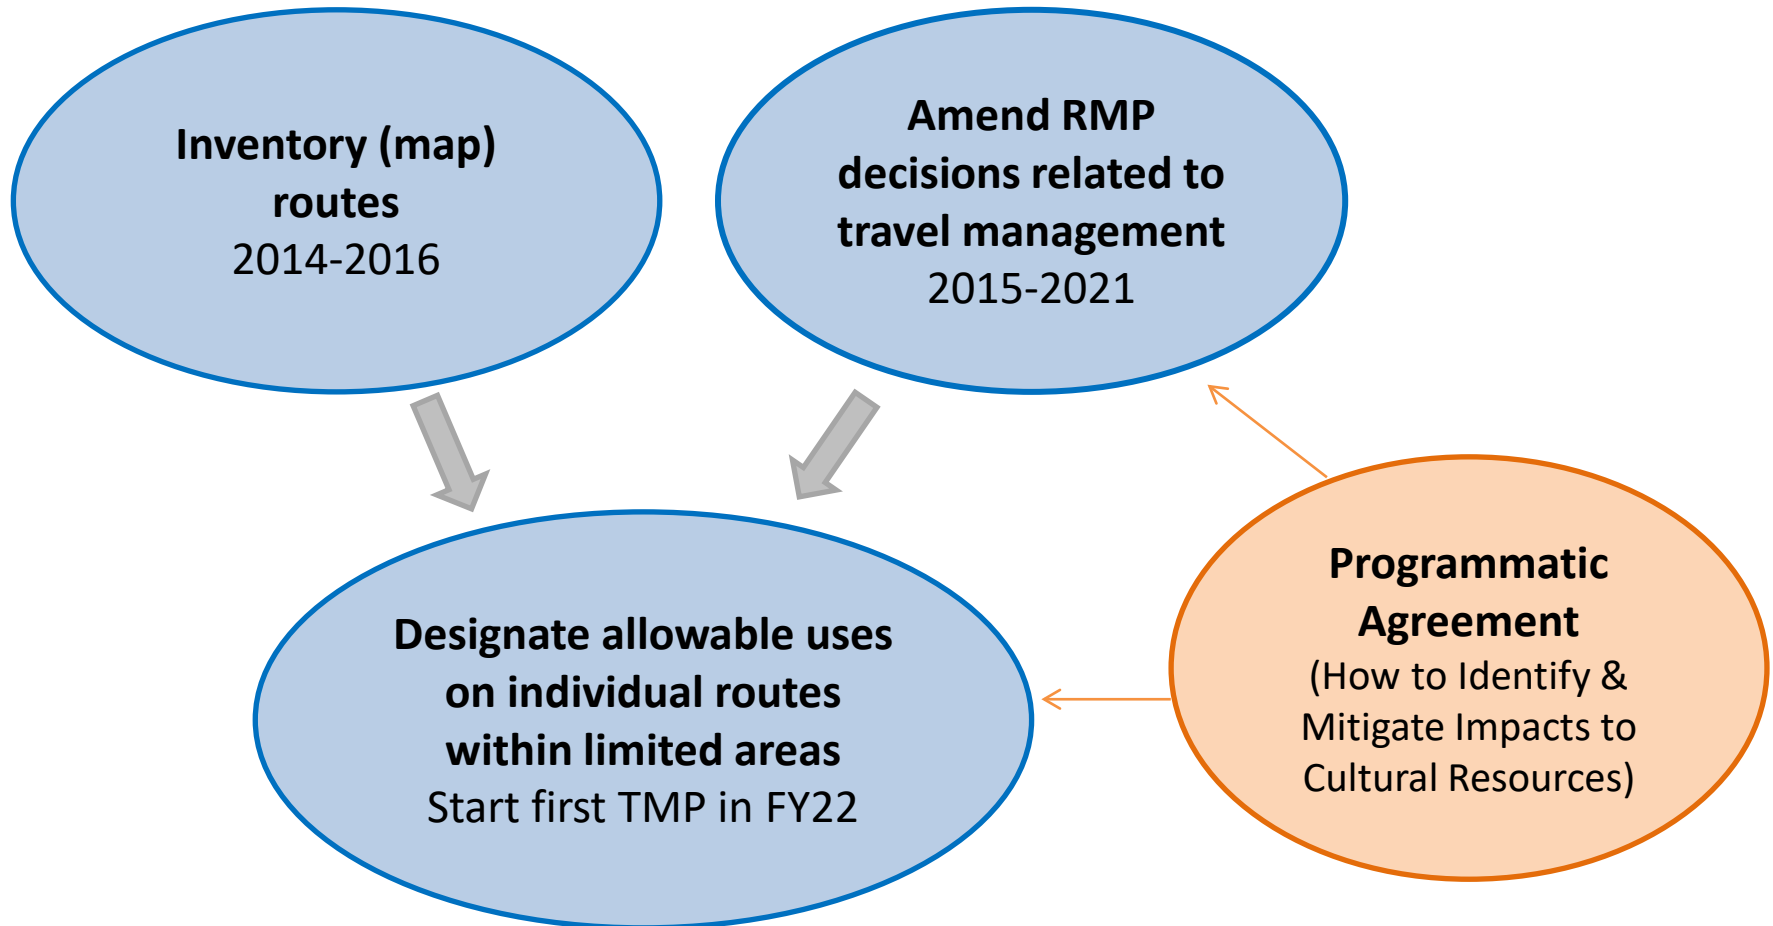 Inventory (map)
routes
2014-2016
Amend RMP
decisions related to
travel management
2015-2021
Designate allowable uses
on individual routes
within limited areas
Start first TMP in FY22
Programmatic
Agreement
(How to Identify &
Mitigate Impacts to
Cultural Resources)